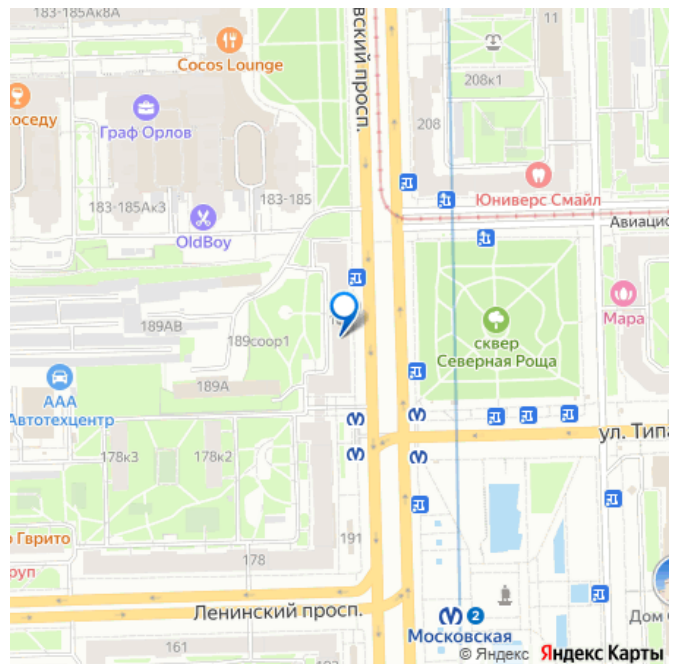 183-185Ак8А
11
вский просп.
Cocos Lounge
208к1
оседу
Граф Орлов
208
Юниверс Смайл
183-185
183-185Ак3
OldBoy
Авиацио
Мара
189АВ
189соор1
сквер
Северная Роща
189А
ААА
Автотехцентр
ул. Типа
178к3
178к2
о Гврито
191
руп
178
Ленинский просп.
2
Дом
Московская
161
© Яндекс Яндекс Карты